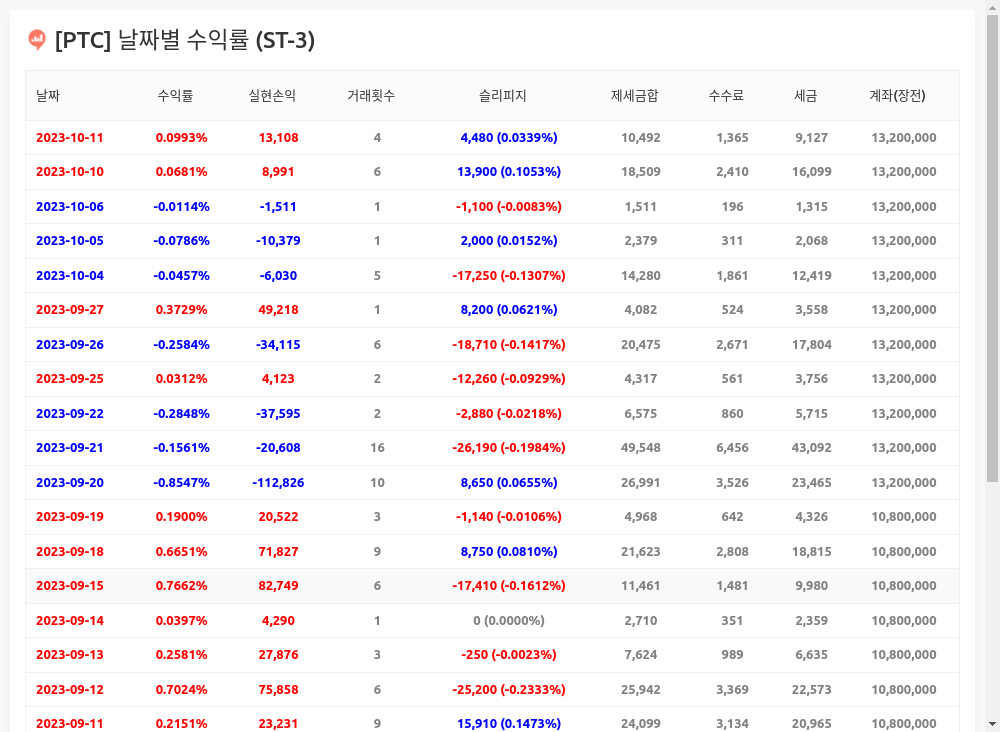 [PTC] 날짜별 수익률 (ST-3)
날짜 수익률 실현손익 거래횟수 슬리피지 제세금합 수수료 세금 계좌(장전)
2023-10-11 0.0993% 13,108 4 4,480 (0.0339%) 10,492 1,365 9,127 13,200,000
2023-10-10 0.0681% 8,991 6 13,900 (0.1053%) 18,509 2,410 16,099 13,200,000
2023-10-06 -0.0114% -1,511 1 -1,100 (-0.0083%) 1,511 196 1,315 13,200,000
2023-10-05 -0.0786% -10,379 1 2,000 (0.0152%) 2,379 311 2,068 13,200,000
2023-10-04 -0.0457% -6,030 5 -17,250 (-0.1307%) 14,280 1,861 12,419 13,200,000
2023-09-27 0.3729% 49,218 1 8,200 (0.0621%) 4,082 524 3,558 13,200,000
2023-09-26 -0.2584% -34,115 6 -18,710 (-0.1417%) 20,475 2,671 17,804 13,200,000
2023-09-25 0.0312% 4,123 2 -12,260 (-0.0929%) 4,317 561 3,756 13,200,000
2023-09-22 -0.2848% -37,595 2 -2,880 (-0.0218%) 6,575 860 5,715 13,200,000
2023-09-21 -0.1561% -20,608 16 -26,190 (-0.1984%) 49,548 6,456 43,092 13,200,000
2023-09-20 -0.8547% -112,826 10 8,650 (0.0655%) 26,991 3,526 23,465 13,200,000
2023-09-19 0.1900% 20,522 3 -1,140 (-0.0106%) 4,968 642 4,326 10,800,000
2023-09-18 0.6651% 71,827 9 8,750 (0.0810%) 21,623 2,808 18,815 10,800,000
2023-09-15 0.7662% 82,749 6 -17,410 (-0.1612%) 11,461 1,481 9,980 10,800,000
2023-09-14 0.0397% 4,290 1 0 (0.0000%) 2,710 351 2,359 10,800,000
2023-09-13 0.2581% 27,876 3 -250 (-0.0023%) 7,624 989 6,635 10,800,000
2023-09-12 0.7024% 75,858 6 -25,200 (-0.2333%) 25,942 3,369 22,573 10,800,000
2023-09-11 0.2151% 23,231 9 15,910 (0.1473%) 24,099 3,134 20,965 10,800,000